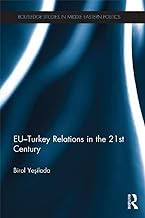 ROUTLEDGE STUDIES IN MIDDLE EASTERN POLITICS
EU–Turkey Relations in the 21st
Century
Birol Yeşilada